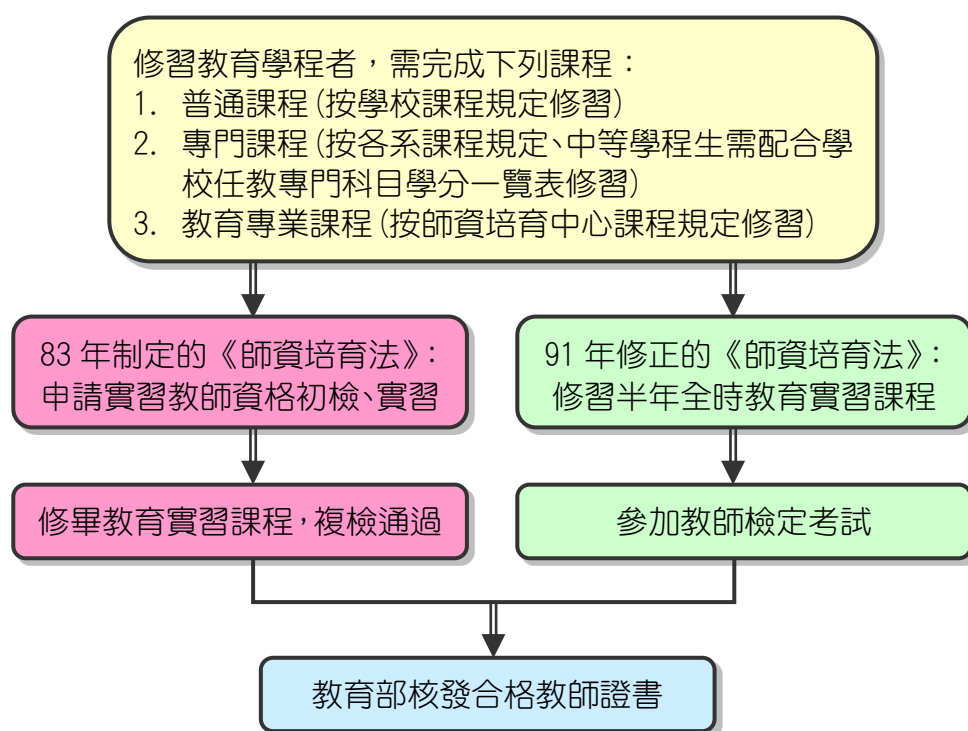 修習教育學程者，需完成下列課程：
1. 普通課程(按學校課程規定修習)
2. 專門課程(按各系課程規定、中等學程生需配合學
校任教專門科目學分一覽表修習)
3. 教育專業課程(按師資培育中心課程規定修習)
83 年制定的《師資培育法》：
申請實習教師資格初檢、實習
91 年修正的《師資培育法》：
修習半年全時教育實習課程
修畢教育實習課程，複檢通過
參加教師檢定考試
教育部核發合格教師證書